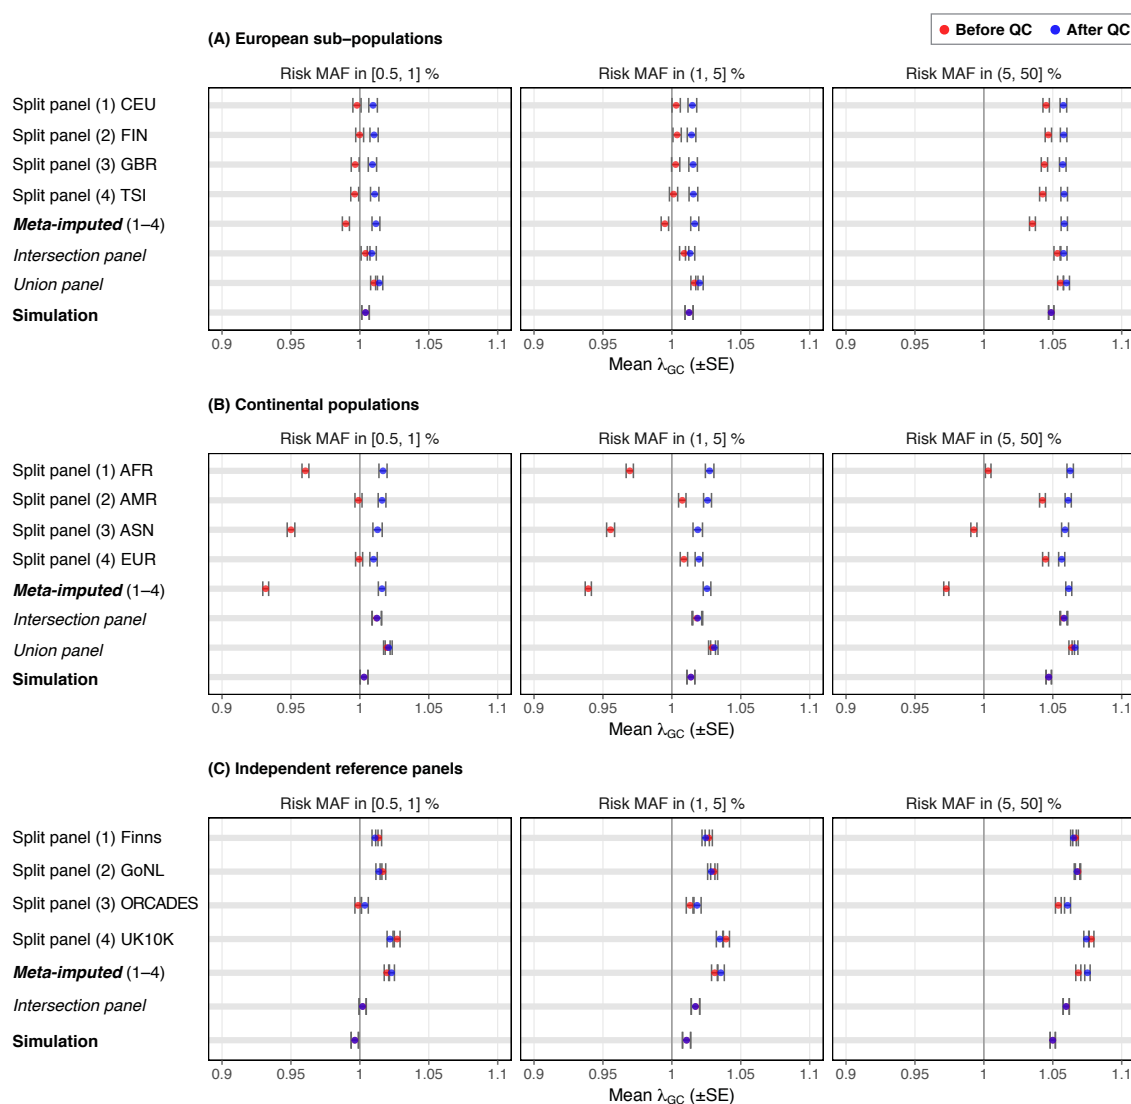 Before QC After QC
(A) European sub−populations
Risk MAF in [0.5, 1] % Risk MAF in (1, 5] % Risk MAF in (5, 50] %
Split panel (1) CEU
Split panel (2) FIN
Split panel (3) GBR
Split panel (4) TSI
Meta-imputed (1−4)
Intersection panel
Union panel
Simulation
0.9 0.95 1 1.05 1.1 0.9 0.95 1 1.05 1.1 0.9 0.95 1 1.05 1.1
Mean λGC (±SE)
(B) Continental populations
Risk MAF in [0.5, 1] % Risk MAF in (1, 5] % Risk MAF in (5, 50] %
Split panel (1) AFR
Split panel (2) AMR
Split panel (3) ASN
Split panel (4) EUR
Meta-imputed (1−4)
Intersection panel
Union panel
Simulation
0.9 0.95 1 1.05 1.1 0.9 0.95 1 1.05 1.1 0.9 0.95 1 1.05 1.1
Mean λGC (±SE)
(C) Independent reference panels
Risk MAF in [0.5, 1] % Risk MAF in (1, 5] % Risk MAF in (5, 50] %
Split panel (1) Finns
Split panel (2) GoNL
Split panel (3) ORCADES
Split panel (4) UK10K
Meta-imputed (1−4)
Intersection panel
Simulation
0.9 0.95 1 1.05 1.1 0.9 0.95 1 1.05 1.1 0.9 0.95 1 1.05 1.1
Mean λGC (±SE)